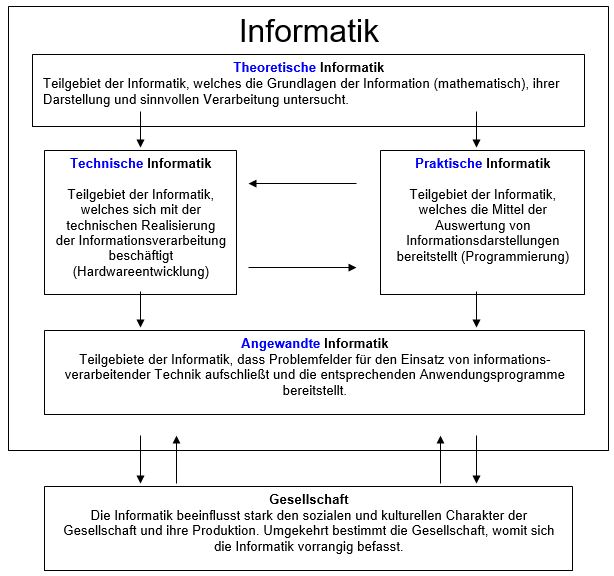 Informatik
Theoretische Informatik
Teilgebiet der Informatik, welches die Grundlagen der Information (mathematisch), ihrer
Darstellung und sinnvollen Verarbeitung untersucht.
Technische Informatik
Teilgebiet der Informatik,
welches sich mit der
technischen Realisierung
der Informationsverarbeitung
beschäftigt
(Hardwareentwicklung)
Praktische Informatik
Teilgebiet der Informatik,
welches die Mittel der
Auswertung von
Informationsdarstellungen
bereitstellt (Programmierung)
Angewandte Informatik
Teilgebiete der Informatik, dass Problemfelder für den Einsatz von informations-
verarbeitender Technik aufschließt und die entsprechenden Anwendungsprogramme
bereitstellt.
Gesellschaft
Die Informatik beeinflusst stark den sozialen und kulturellen Charakter der
Gesellschaft und ihre Produktion. Umgekehrt bestimmt die Gesellschaft, womit sich
die Informatik vorrangig befasst.